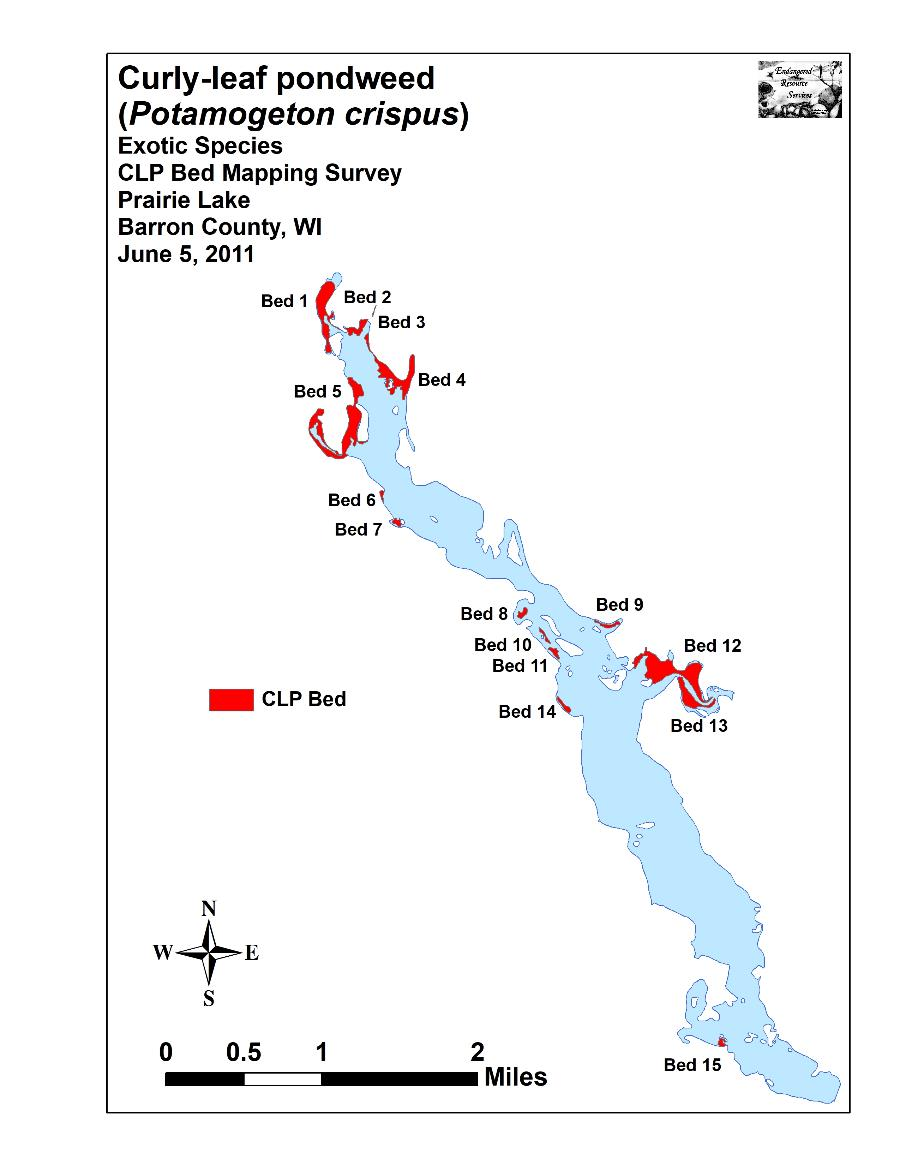 Curly-leaf pondweed
(Potamogeton crispus)
Exotic Species
CLP Bed Mapping Survey
Prairie Lake
Barron County, WI
June 5, 2011
Endangered
Resource
Services
Bed 1
Bed 2
Bed 3
Bed 4
Bed 5
Bed 6
Bed 7
Bed 8
Bed 9
Bed 10
Bed 11
Bed 12
Bed 13
Bed 14
CLP Bed
N
W E
S
0 0.5 1 2
Miles
Bed 15